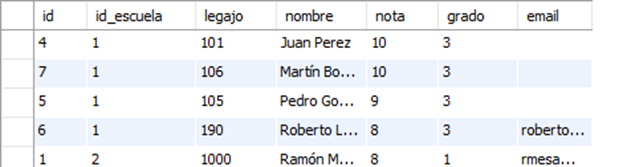 id id_escuela legajo nombre nota grado email
4 1 101 Juan Perez 10 3
7 1 106 Martín Bo... 10 3
5 1 105 Pedro Go... 9 3
6 1 190 Roberto L... 8 3 roberto...
1 2 1000 Ramón M... 8 1 rmesa...